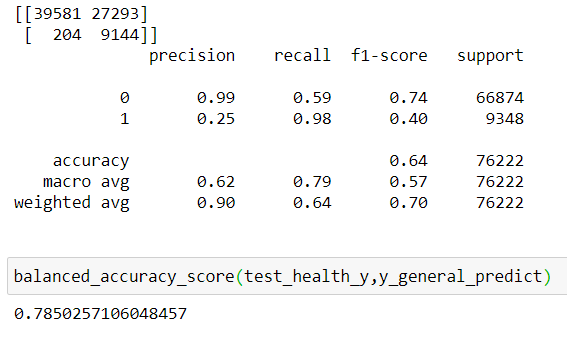 [[39581 27293]
[ 204 9144]]
precision recall f1-score support
0 0.99 0.59 0.74 66874
1 0.25 0.98 0.40 9348
accuracy 0.64 76222
macro avg 0.62 0.79 0.57 76222
weighted avg 0.90 0.64 0.70 76222
balanced_accuracy_score(test_health_y,y_general_predict)
0.7850257106048457